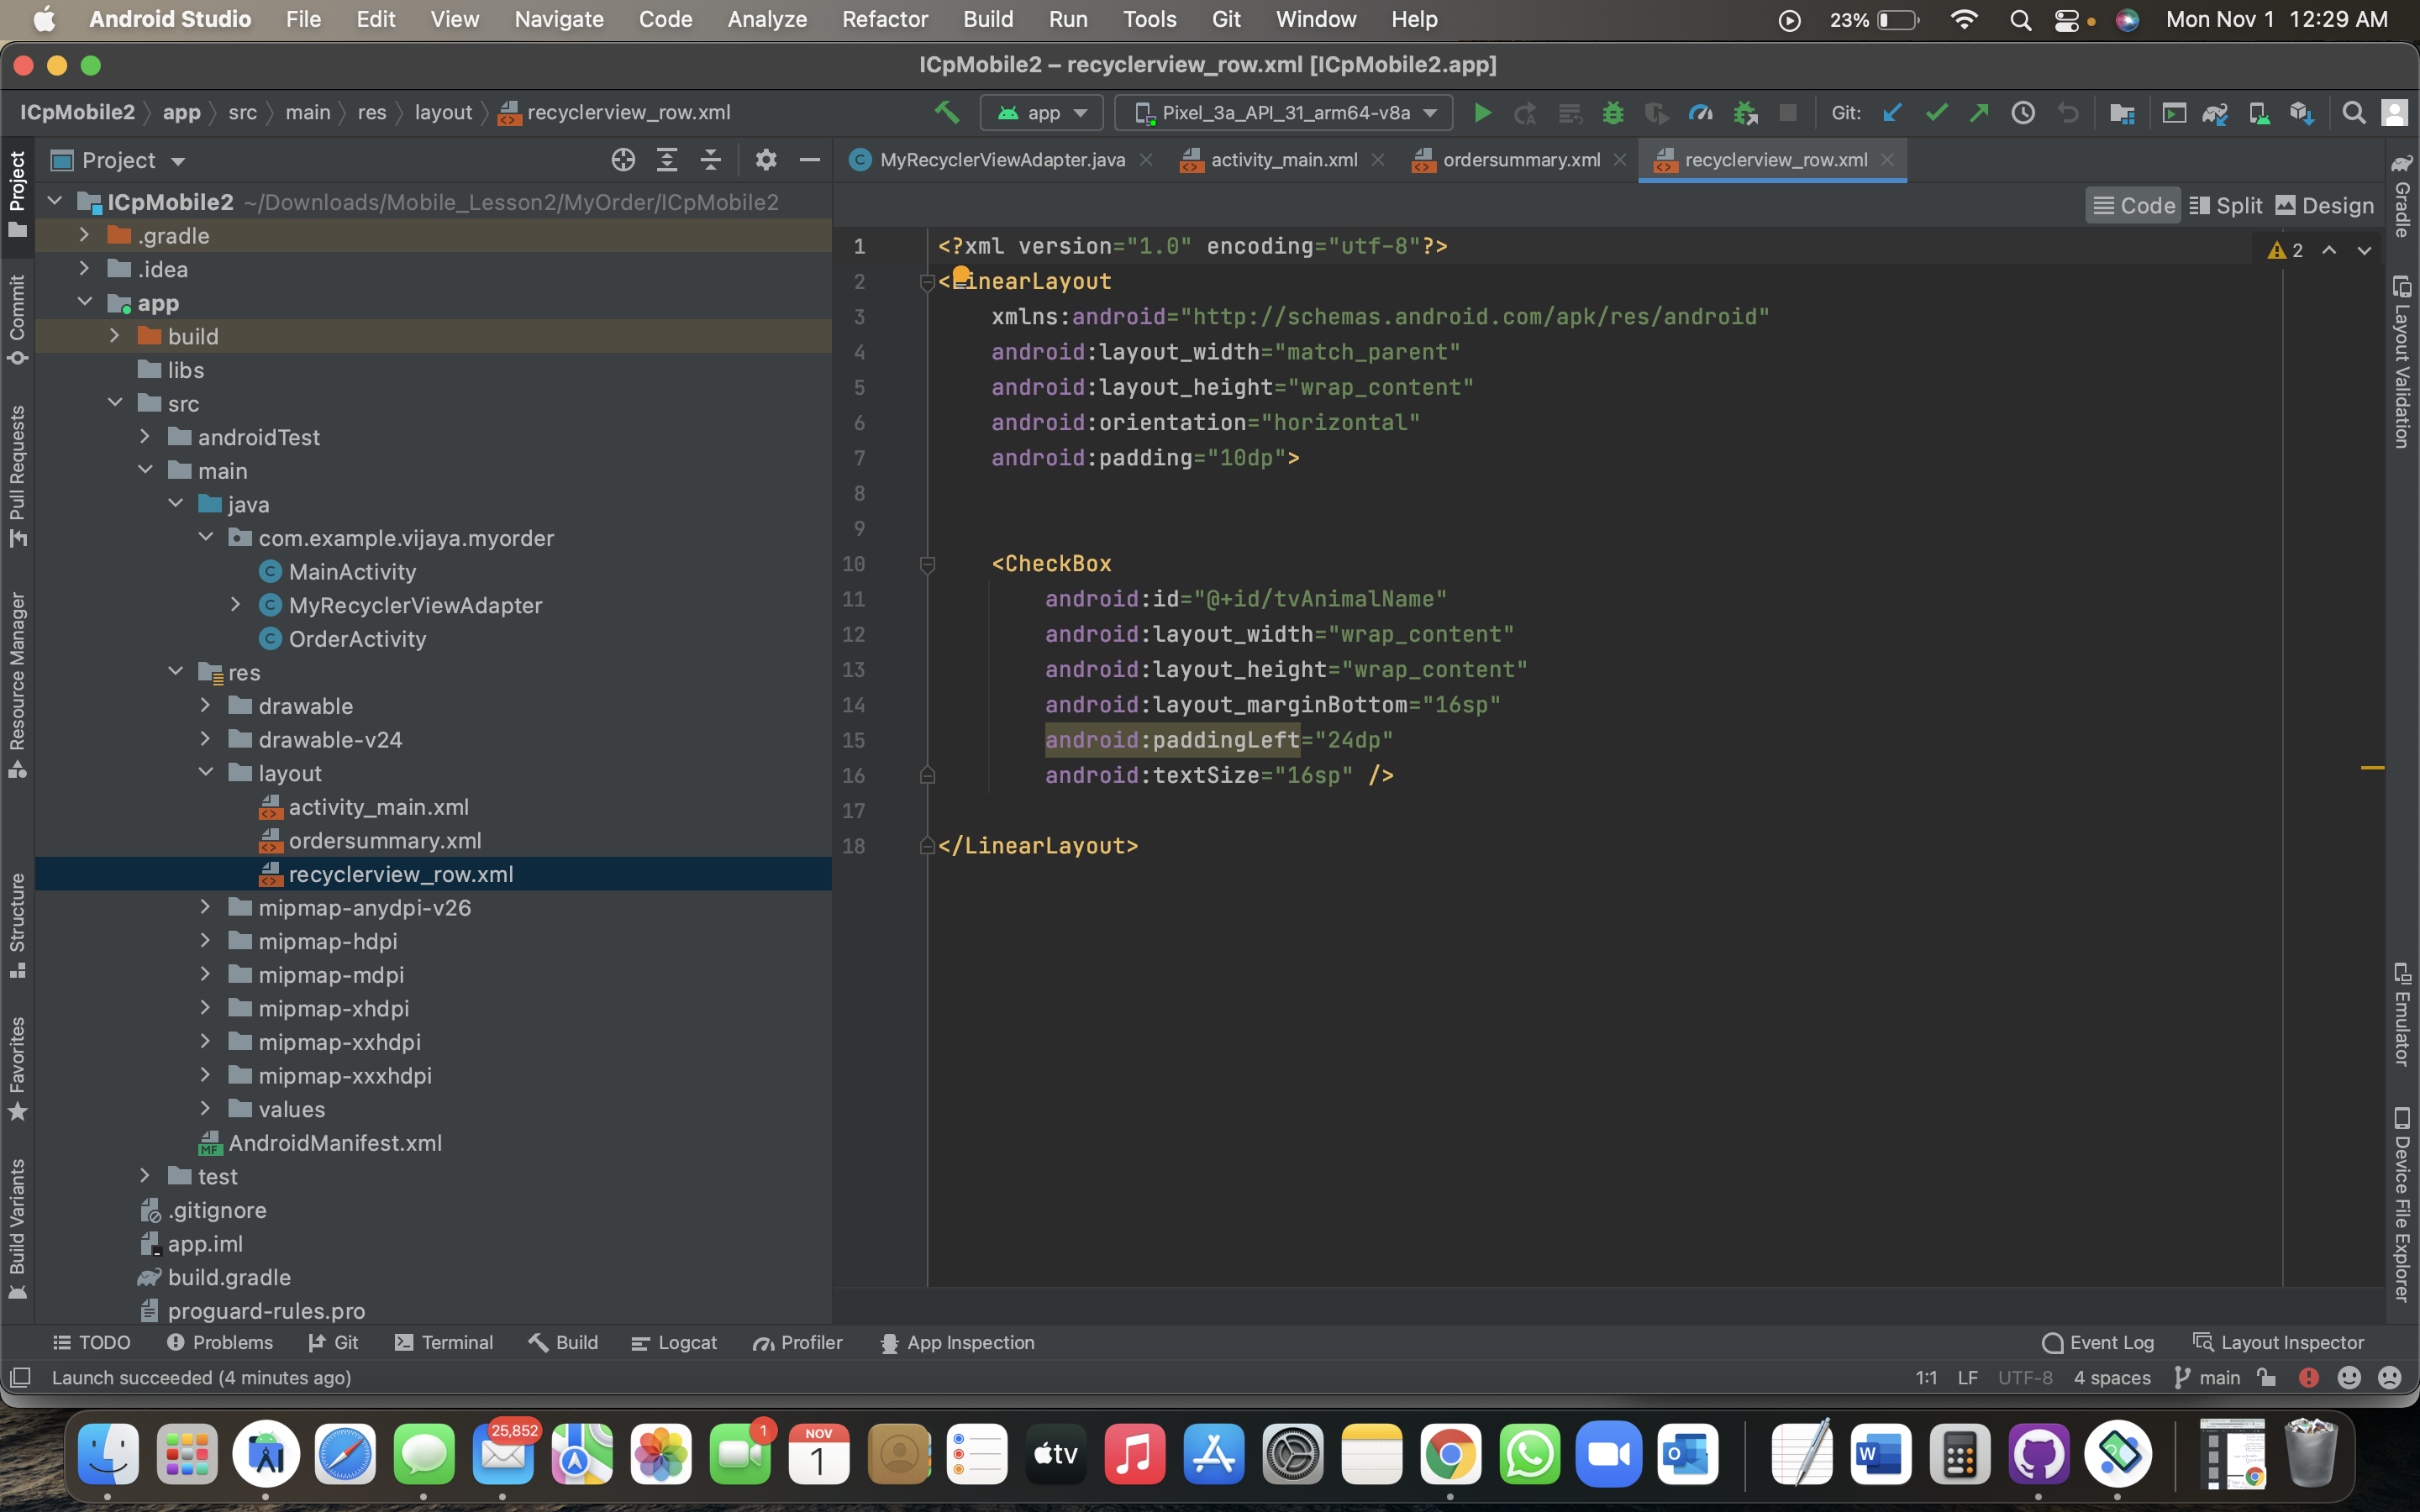 Android Studio File Edit View Navigate Code Analyze Refactor Build Run Tools Git Window Help 23% Mon Nov 1 12:29 AM
ICpMobile2 – recyclerview_row.xml [ICpMobile2.app]
ICpMobile2 app src main res layout recyclerview_row.xml app Pixel_3a_API_31_arm64-v8a Git:
Project
MyRecyclerViewAdapter.java activity_main.xml ordersummary.xml recyclerview_row.xml
Code Split Design
Project
Commit
Pull Requests
Resource Manager
Structure
Favorites
Build Variants
ICpMobile2 ~/Downloads/Mobile_Lesson2/MyOrder/ICpMobile2
.gradle
.idea
app
build
libs
src
androidTest
main
java
com.example.vijaya.myorder
MainActivity
MyRecyclerViewAdapter
OrderActivity
res
drawable
drawable-v24
layout
activity_main.xml
ordersummary.xml
recyclerview_row.xml
mipmap-anydpi-v26
mipmap-hdpi
mipmap-mdpi
mipmap-xhdpi
mipmap-xxhdpi
mipmap-xxxhdpi
values
MF AndroidManifest.xml
test
.gitignore
app.iml
build.gradle
proguard-rules.pro
1 <?xml version="1.0" encoding="utf-8"?>
2 <LinearLayout
3 xmlns:android="http://schemas.android.com/apk/res/android"
4 android:layout_width="match_parent"
5 android:layout_height="wrap_content"
6 android:orientation="horizontal"
7 android:padding="10dp">
8
9
10 <CheckBox
11 android:id="@+id/tvAnimalName"
12 android:layout_width="wrap_content"
13 android:layout_height="wrap_content"
14 android:layout_marginBottom="16sp"
15 android:paddingLeft="24dp"
16 android:textSize="16sp" />
17
18 </LinearLayout>
2
Gradle
Layout Validation
Emulator
Device File Explorer
TODO Problems Git Terminal Build Logcat Profiler App Inspection Event Log Layout Inspector
Launch succeeded (4 minutes ago) 1:1 LF UTF-8 4 spaces main
25,852
1
NOV
1
tv
W
O